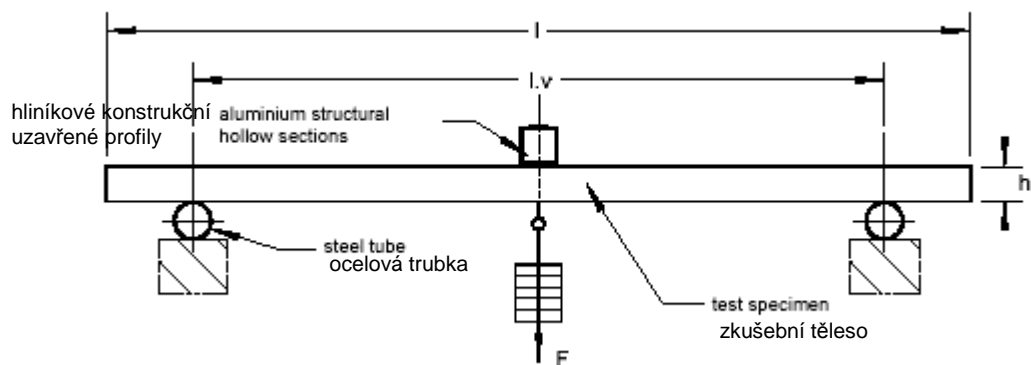 l
l.v
hliníkové konstrukční
uzavřené profily
aluminium structural
hollow sections
h
steel tube
ocelová trubka
test specimen
zkušební těleso
F